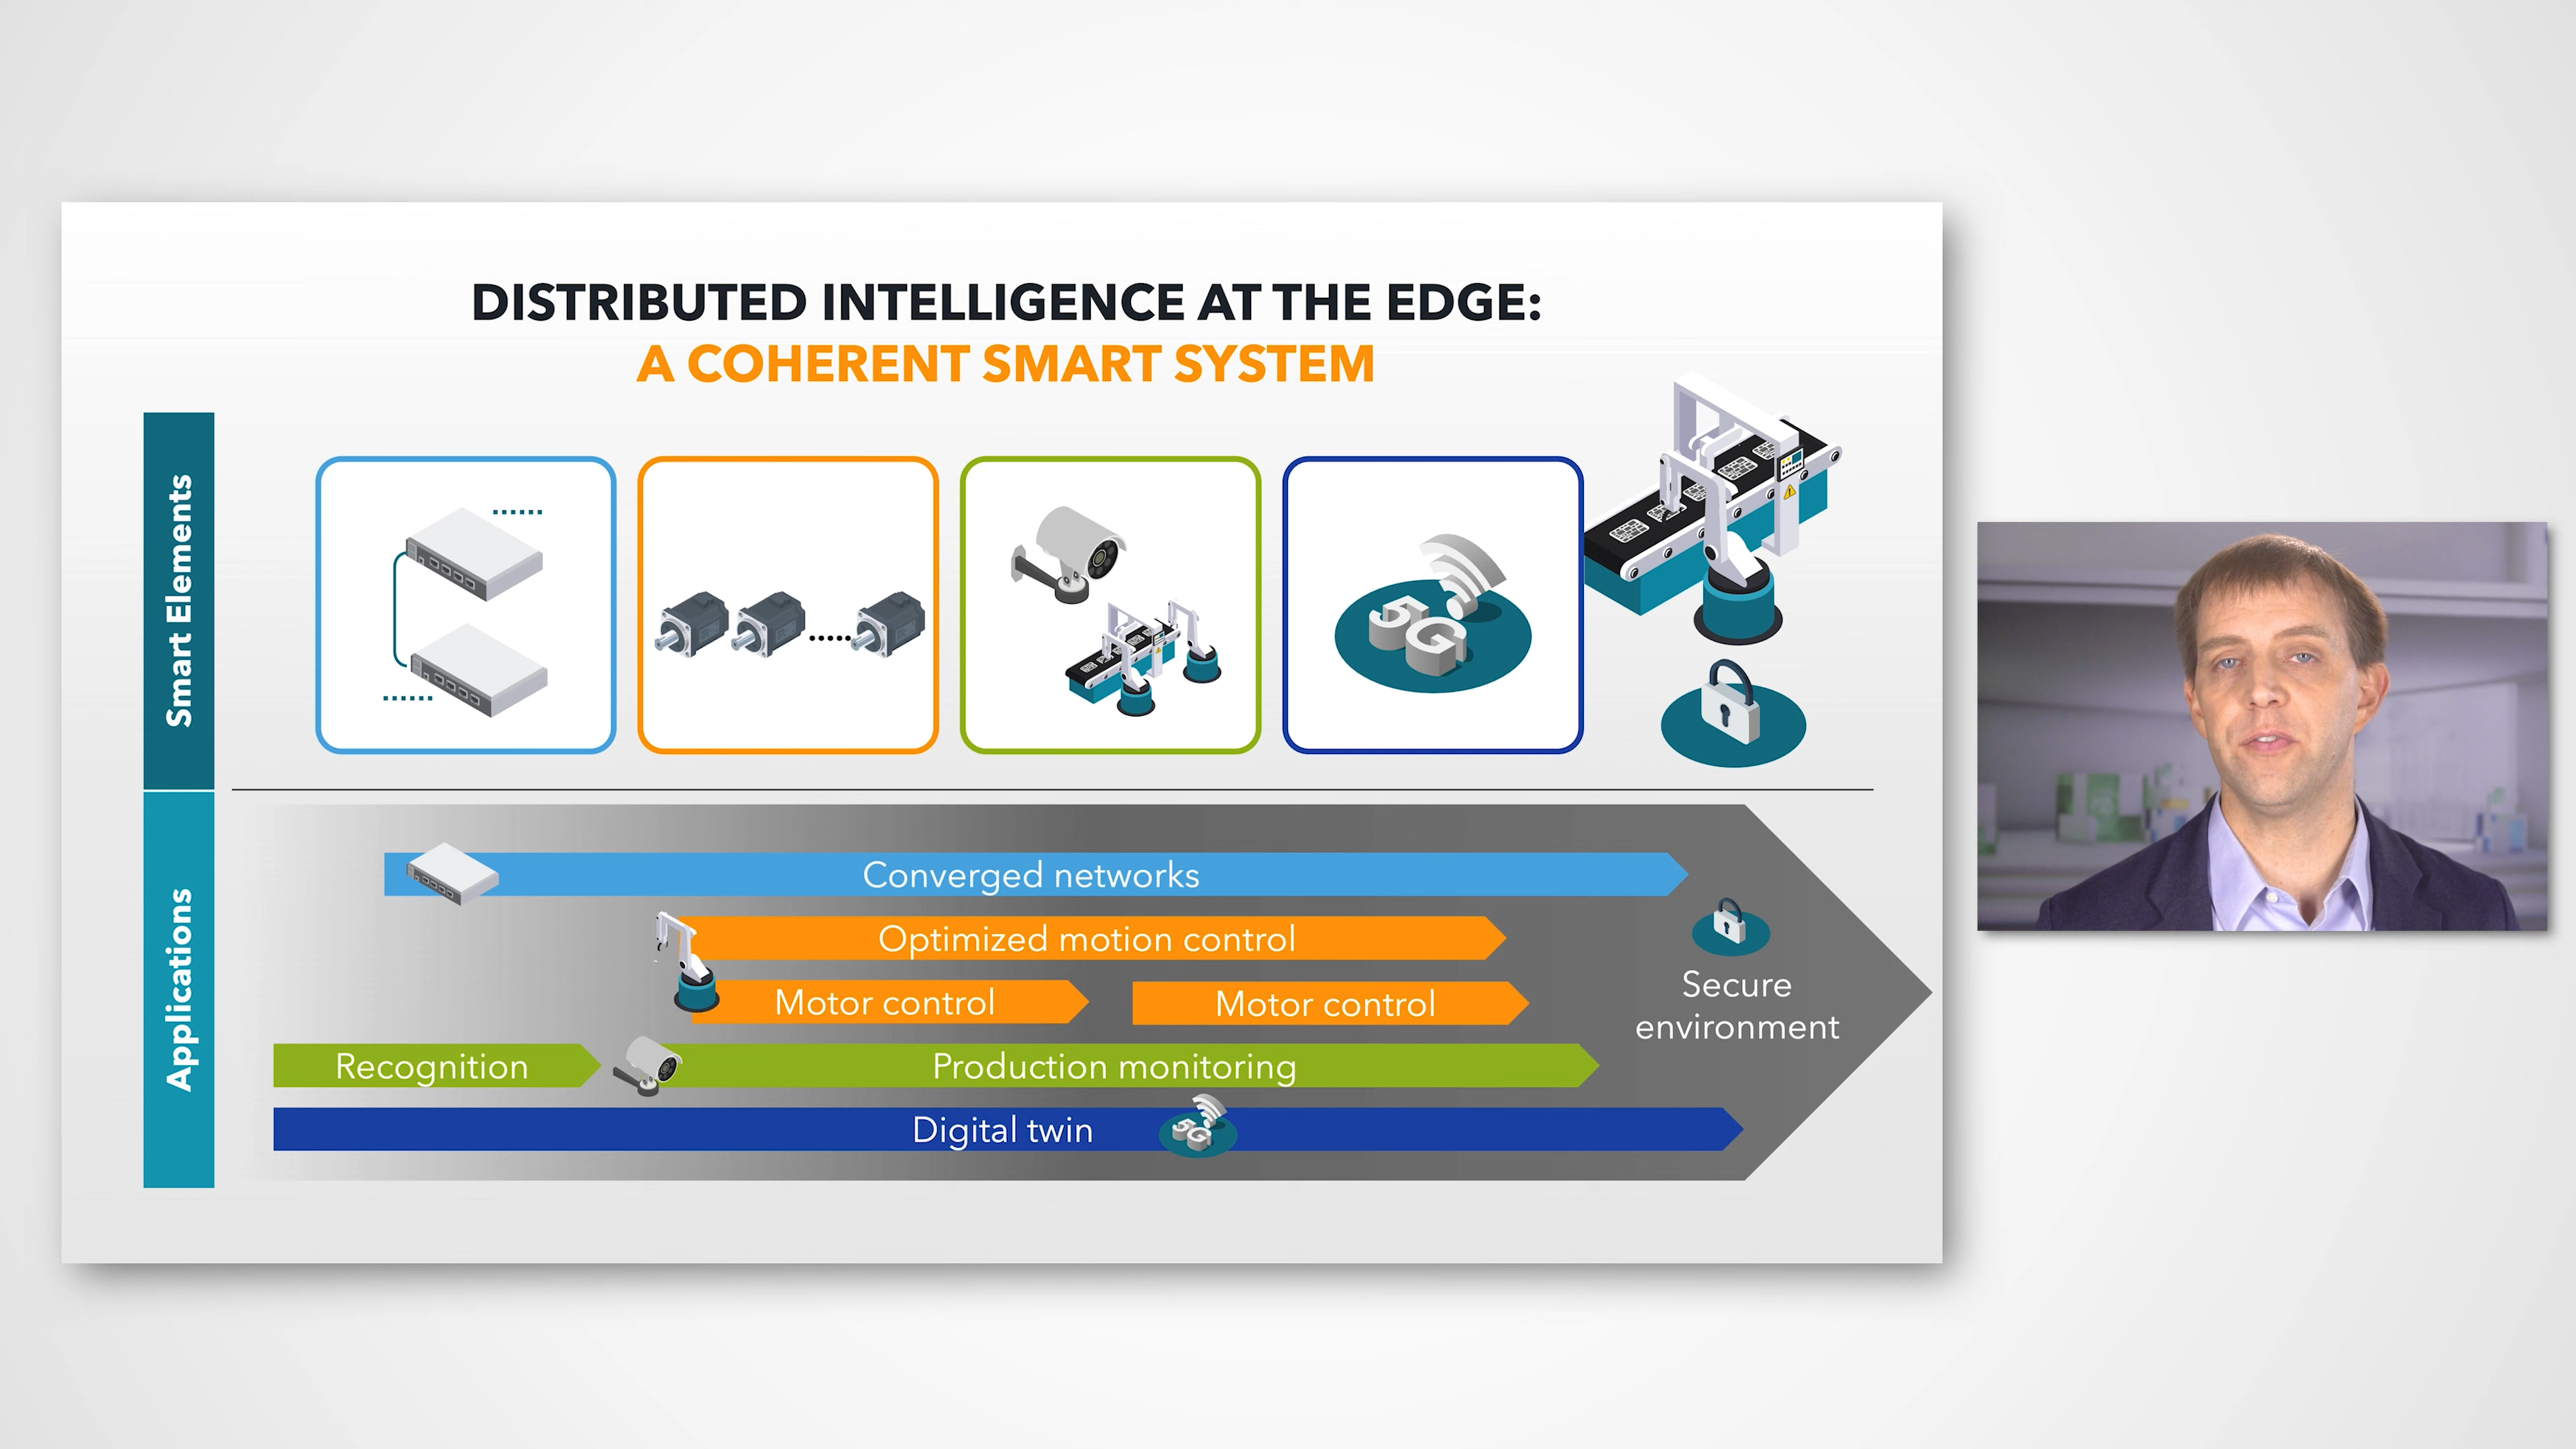 DISTRIBUTED INTELLIGENCE AT THE EDGE:
A COHERENT SMART SYSTEM
Smart Elements
5G
Applications
Converged networks
Optimized motion control
Motor control
Motor control
Secure
environment
Recognition
Production monitoring
Digital twin
5G